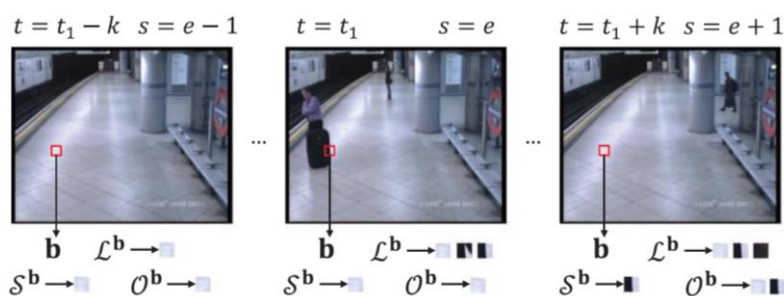 t = t₁ − k s = e − 1
t = t₁ s = e
t = t₁ + k s = e + 1
... ...
b ℒᵇ →
𝒮ᵇ → 𝒪ᵇ →
b ℒᵇ →
𝒮ᵇ → 𝒪ᵇ →
b ℒᵇ →
𝒮ᵇ → 𝒪ᵇ →